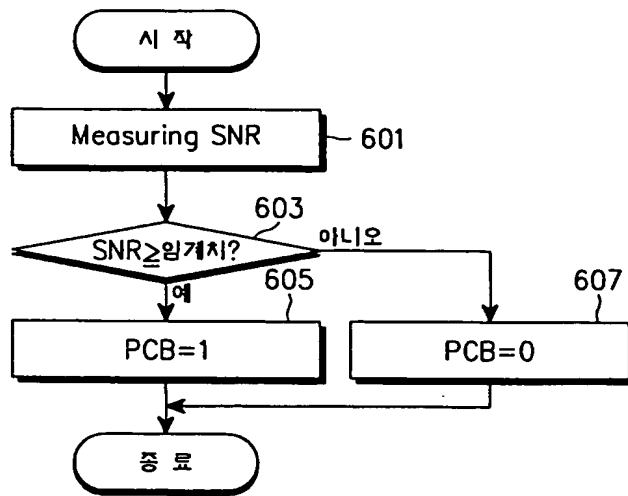 시 작
Measuring SNR
601
603
SNR≥임계치?
아니오
예
605
607
PCB=1
PCB=0
종 료